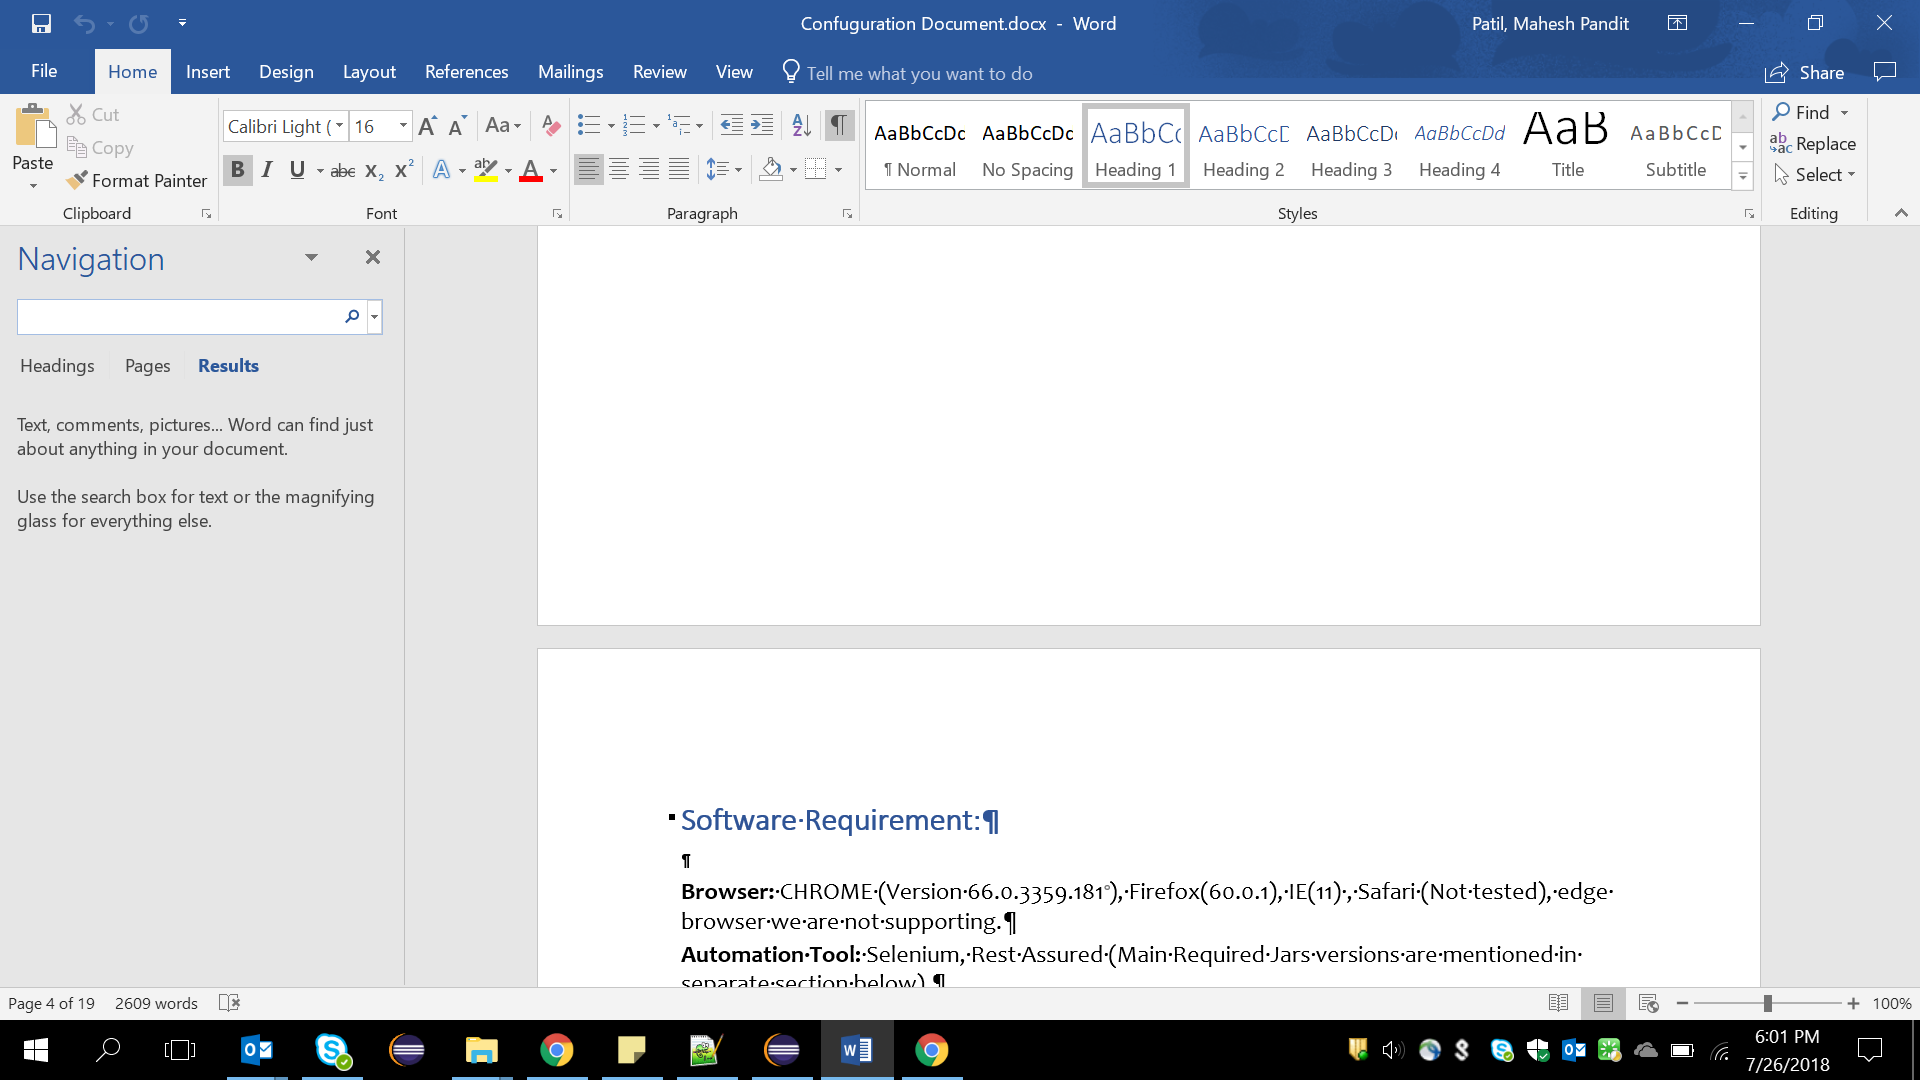 Confuguration Document.docx - Word
Patil, Mahesh Pandit
File Home Insert Design Layout References Mailings Review View Tell me what you want to do
Share
Paste
Cut
Copy
Format Painter
Clipboard
Calibri Light ( 16
Font
Paragraph
AaBbCcDc AaBbCcDc AaBbCc AaBbCcD AaBbCcDc AaBbCcDd AaB AaBbCcD
¶ Normal No Spacing Heading 1 Heading 2 Heading 3 Heading 4 Title Subtitle
Styles
Find
Replace
Select
Editing
Navigation
Headings Pages Results
Text, comments, pictures... Word can find just
about anything in your document.
Use the search box for text or the magnifying
glass for everything else.
Software·Requirement:¶
¶
Browser:·CHROME·(Version·66.0.3359.181°),·Firefox(60.0.1),·IE(11)·,·Safari·(Not·tested),·edge·
browser·we·are·not·supporting.¶
Automation·Tool:·Selenium,·Rest·Assured·(Main·Required·Jars·versions·are·mentioned·in·
separate·section·below).¶
Page 4 of 19 2609 words
100%
6:01 PM
7/26/2018